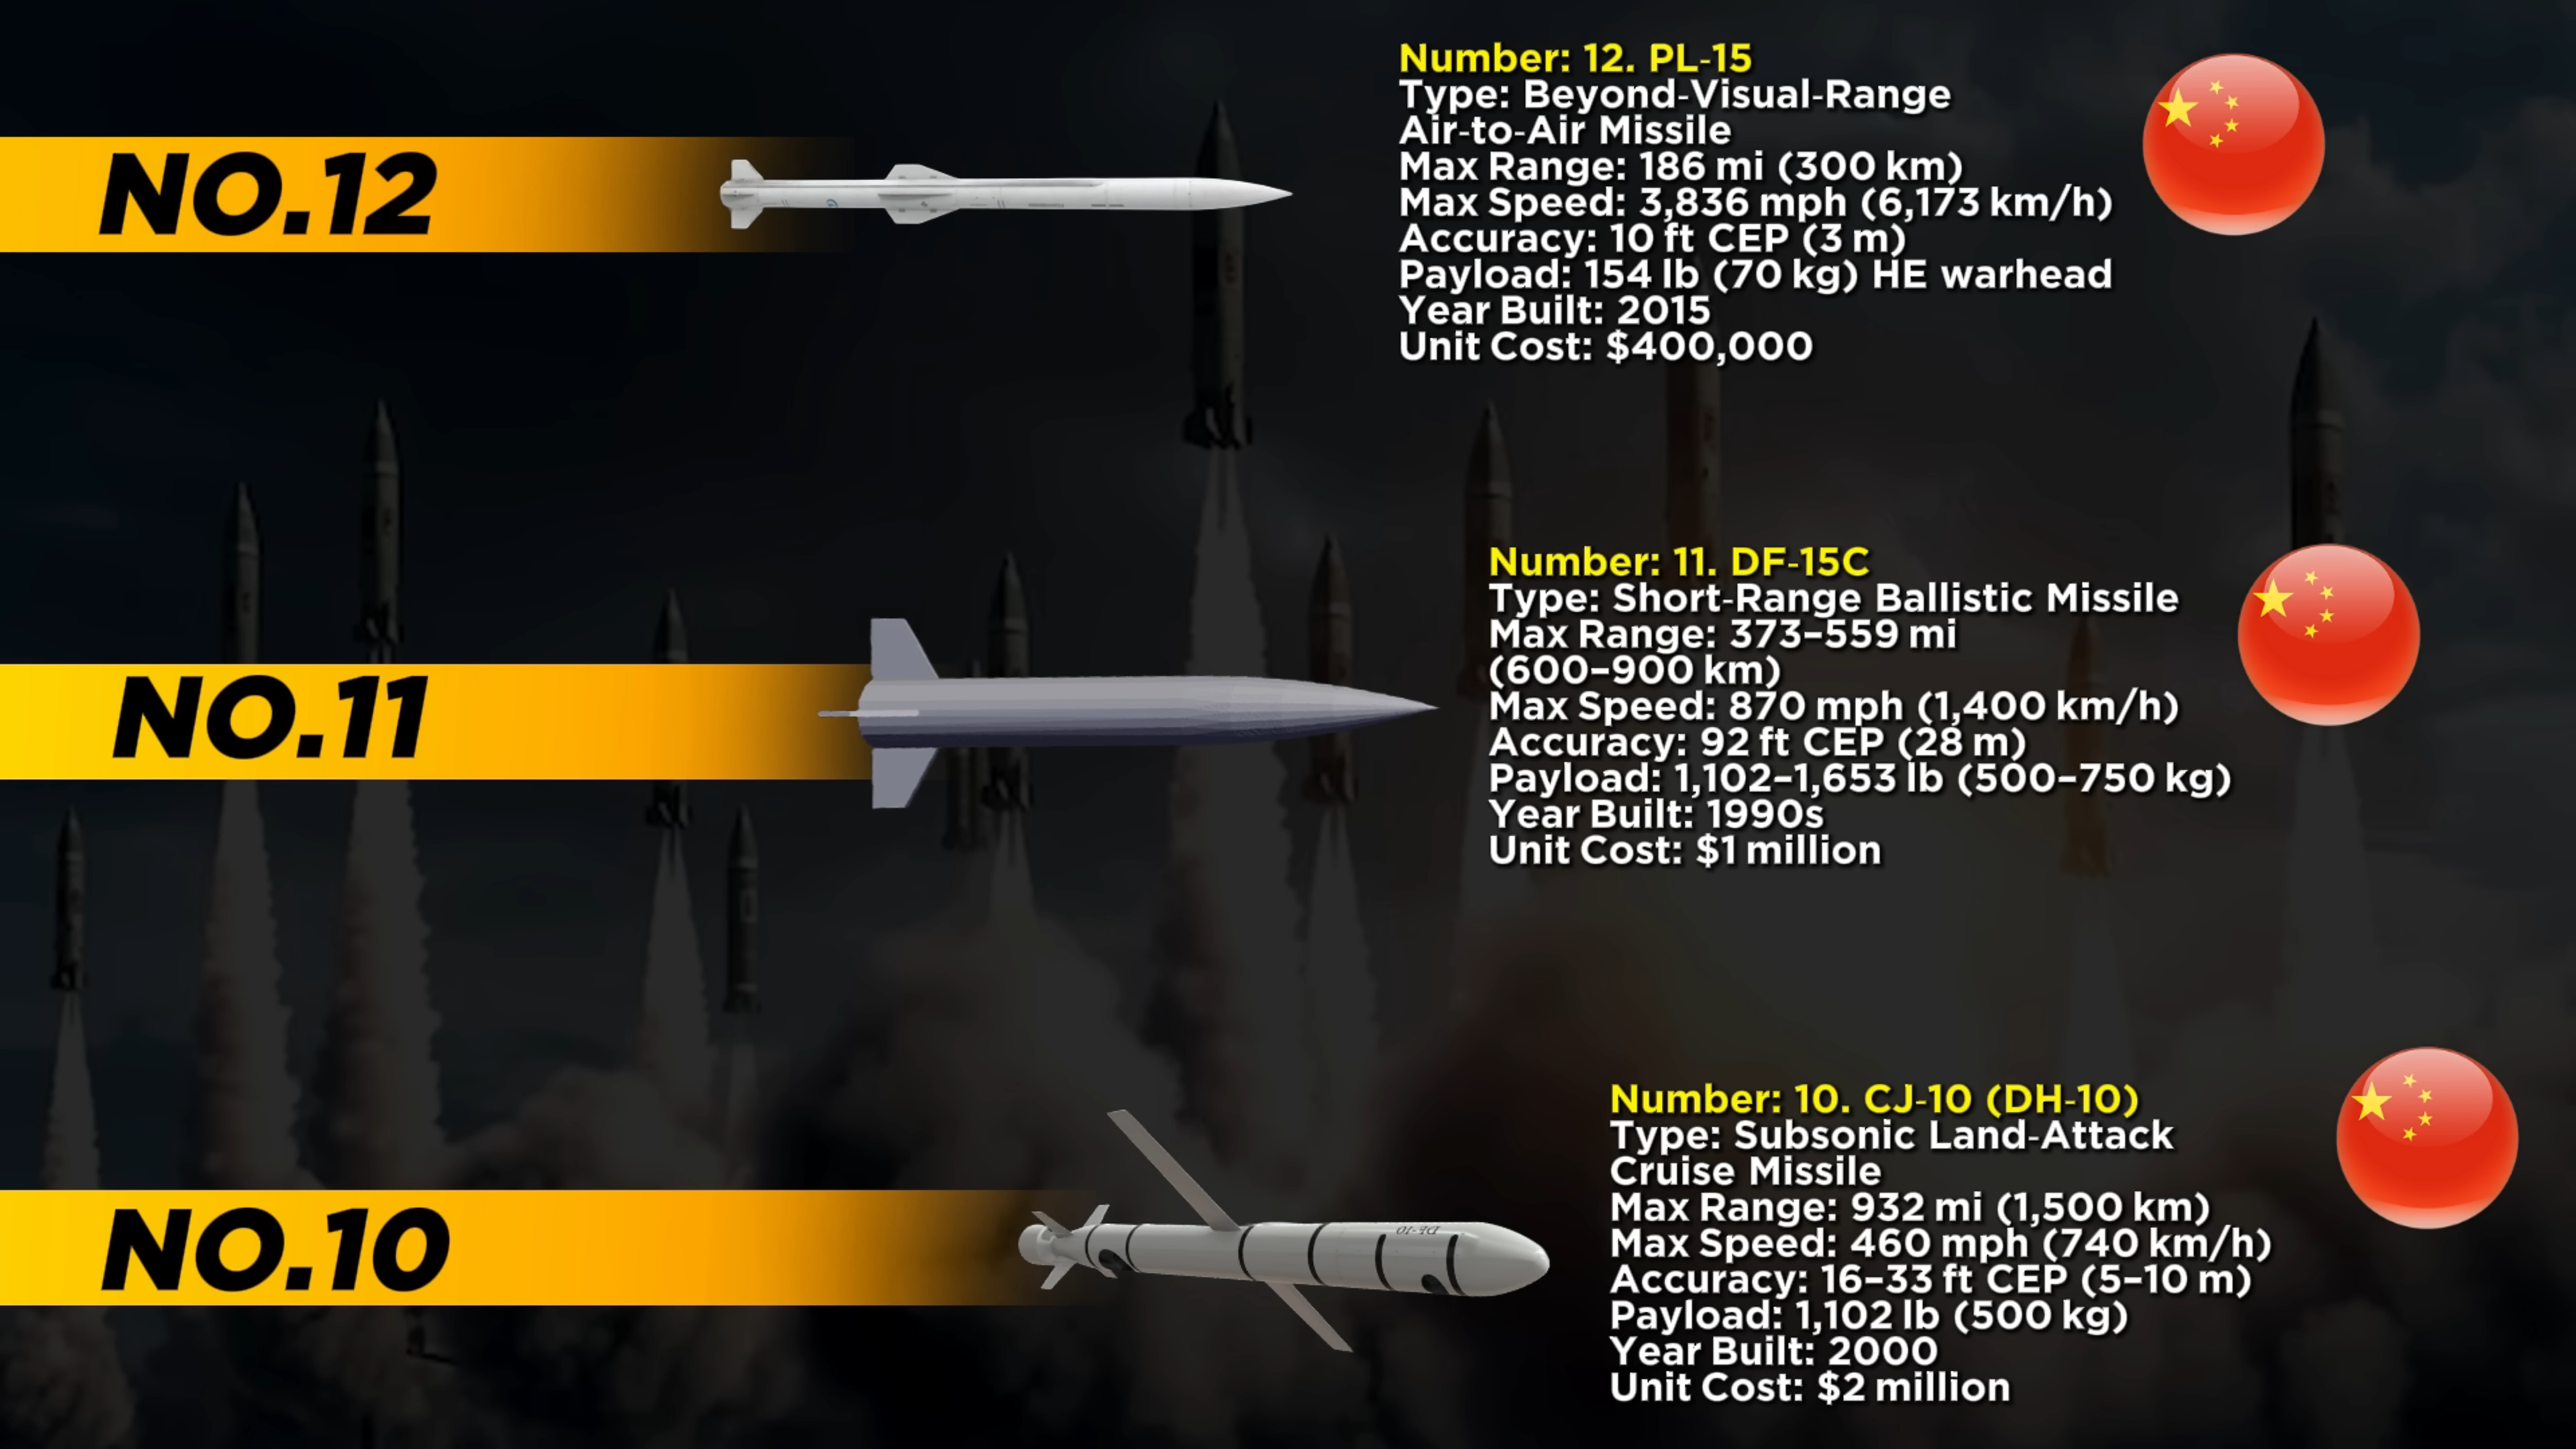 NO.12
Number: 12. PL-15
Type: Beyond-Visual-Range
Air-to-Air Missile
Max Range: 186 mi (300 km)
Max Speed: 3,836 mph (6,173 km/h)
Accuracy: 10 ft CEP (3 m)
Payload: 154 lb (70 kg) HE warhead
Year Built: 2015
Unit Cost: $400,000
NO.11
Number: 11. DF-15C
Type: Short-Range Ballistic Missile
Max Range: 373–559 mi
(600–900 km)
Max Speed: 870 mph (1,400 km/h)
Accuracy: 92 ft CEP (28 m)
Payload: 1,102–1,653 lb (500–750 kg)
Year Built: 1990s
Unit Cost: $1 million
NO.10
Number: 10. CJ-10 (DH-10)
Type: Subsonic Land-Attack
Cruise Missile
Max Range: 932 mi (1,500 km)
Max Speed: 460 mph (740 km/h)
Accuracy: 16–33 ft CEP (5–10 m)
Payload: 1,102 lb (500 kg)
Year Built: 2000
Unit Cost: $2 million